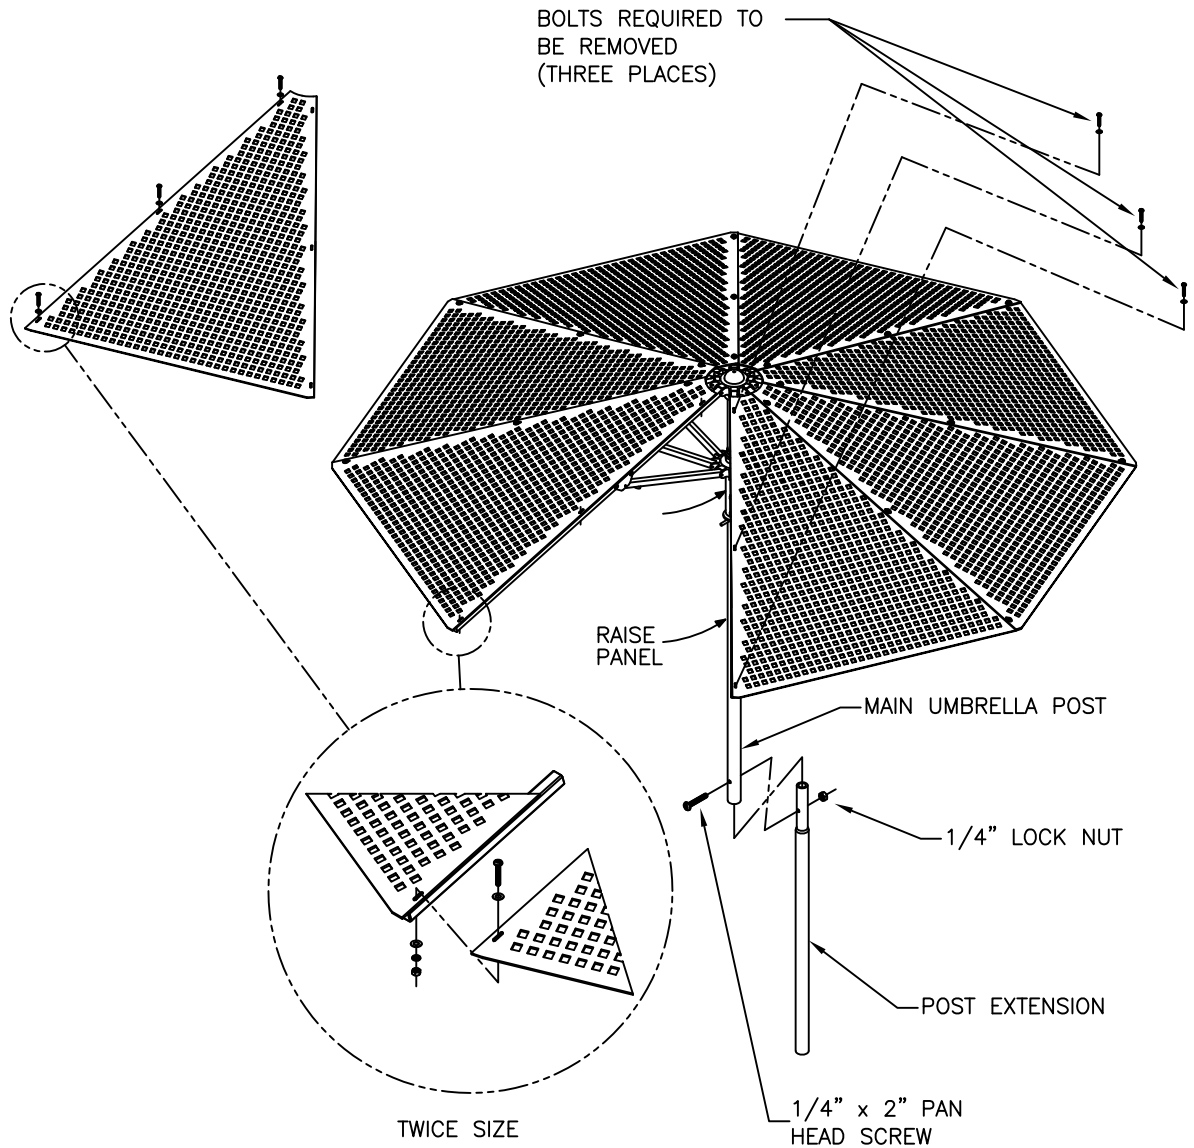 BOLTS REQUIRED TO
BE REMOVED
(THREE PLACES)
RAISE
PANEL
MAIN UMBRELLA POST
1/4” LOCK NUT
POST EXTENSION
1/4” x 2” PAN
HEAD SCREW
TWICE SIZE